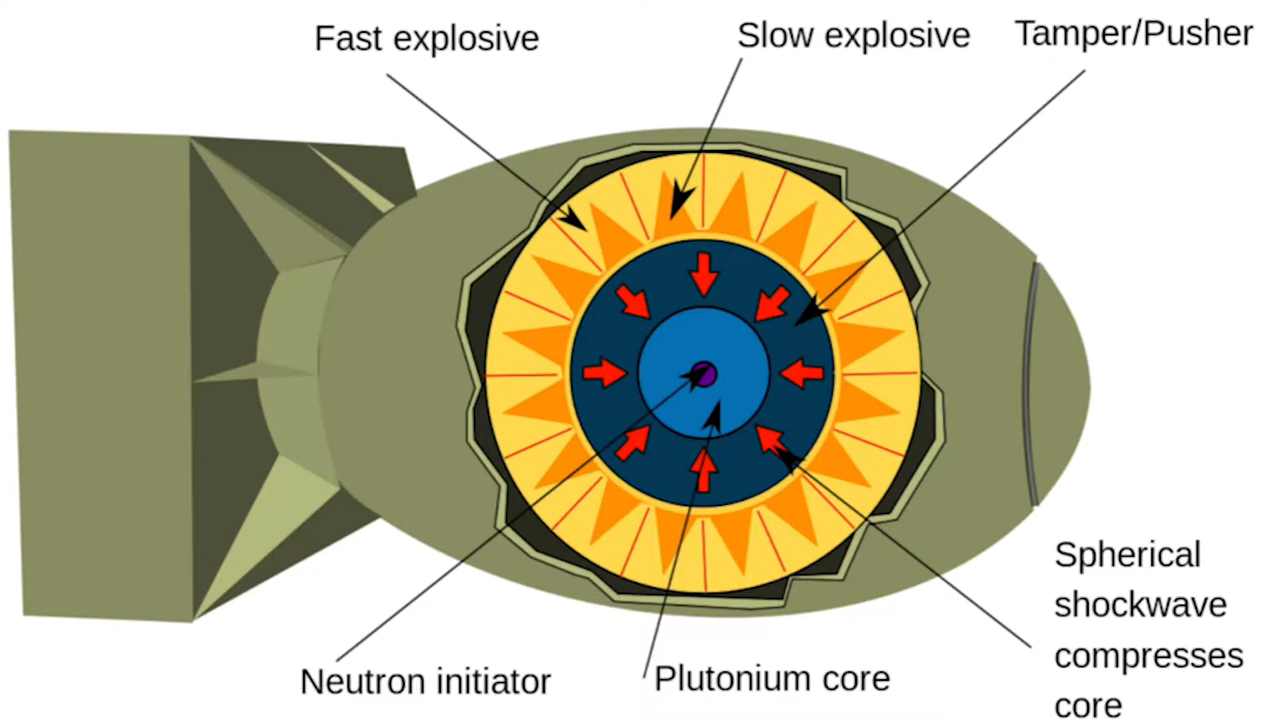 Fast explosive
Slow explosive
Tamper/Pusher
Neutron initiator
Plutonium core
Spherical
shockwave
compresses
core